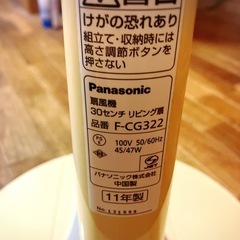 けがの恐れあり
組立て・収納時には
高さ調節ボタンを
押さない
Panasonic
扇風機
30センチ リビング扇
品番 F-CG322
100V 50/60Hz
45/47W
パナソニック株式会社
中国製
11年製